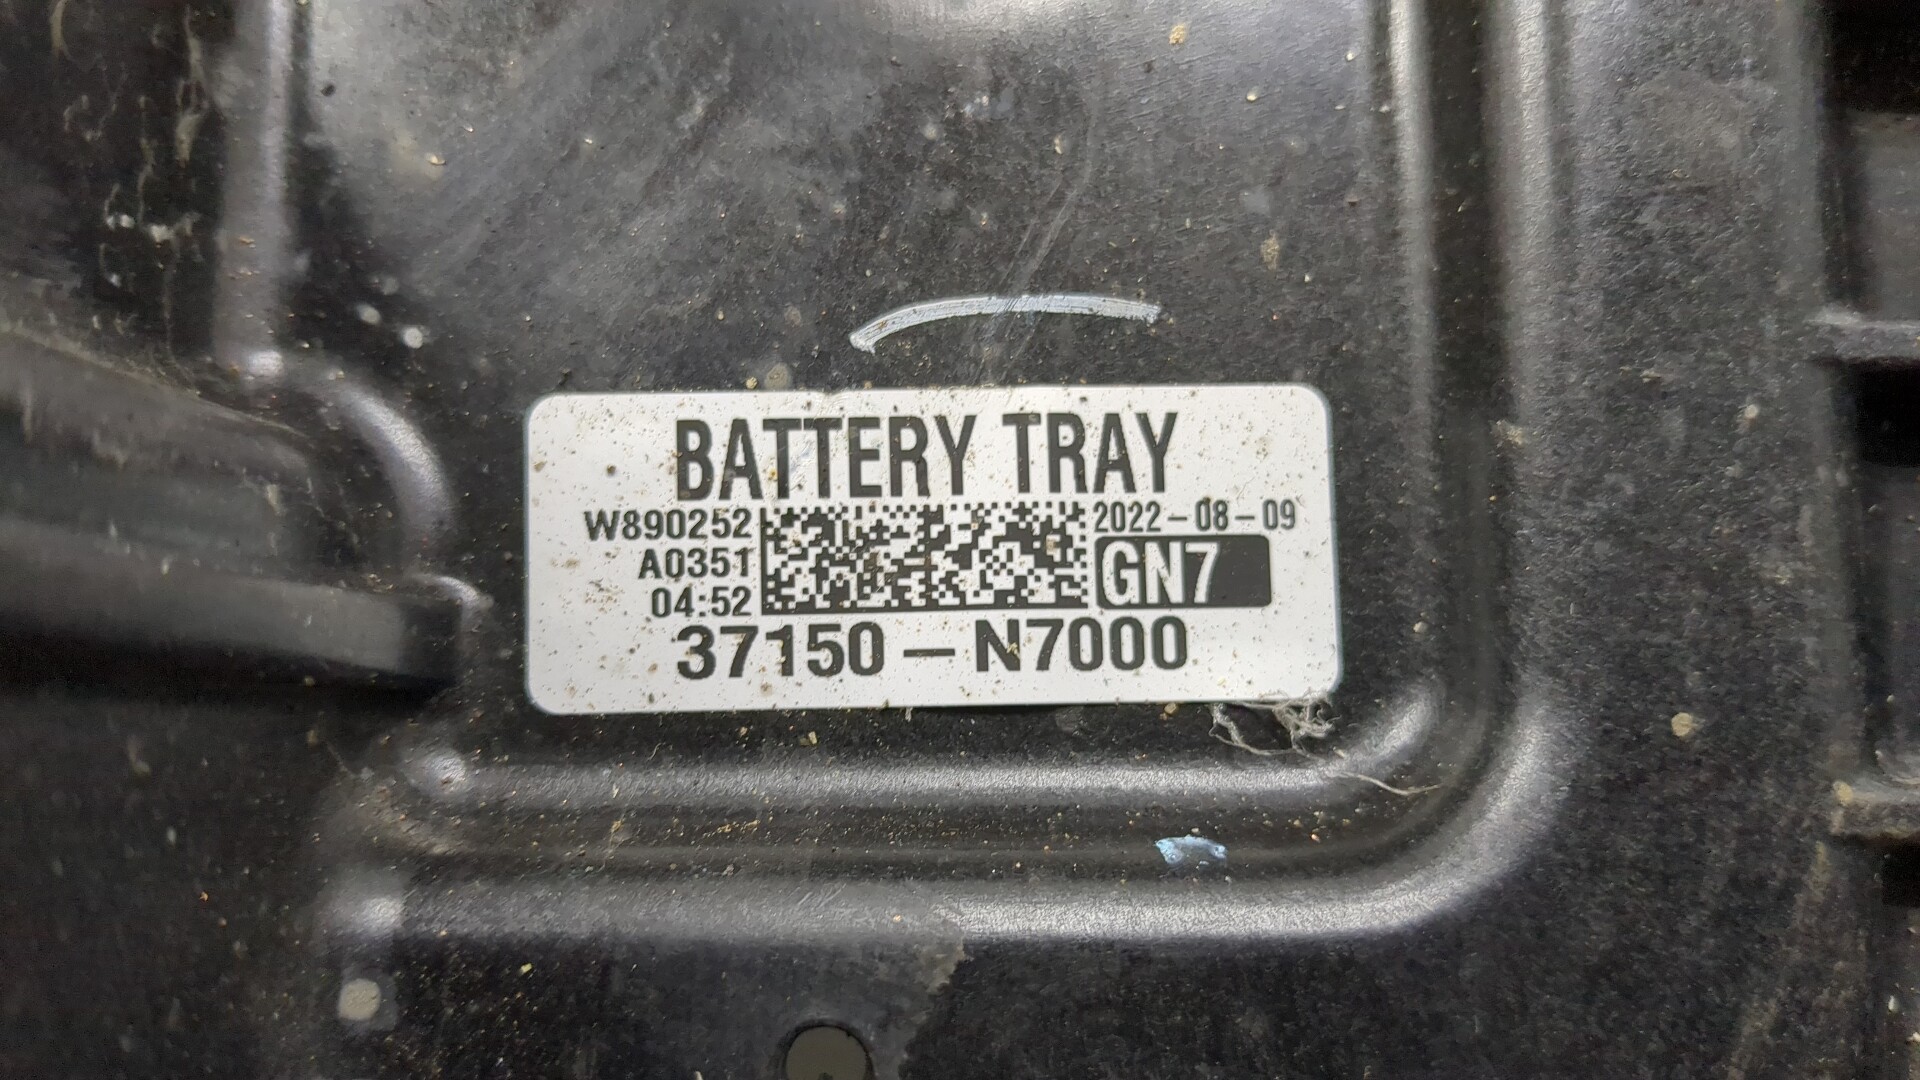 BATTERY TRAY
W890252
A0351
04:52
2022-08-09
GN7
37150-N7000